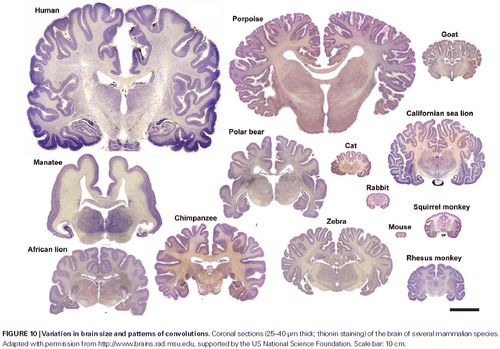 Human
Porpoise
Goat
Californian sea lion
Polar bear
Cat
Manatee
Rabbit
Squirrel monkey
Chimpanzee
Zebra
Mouse
African lion
Rhesus monkey
FIGURE 10 | Variation in brain size and patterns of convolutions. Coronal sections (25–40 μm thick; thionin staining) of the brain of several mammalian species.
Adapted with permission from http://www.brains.rad.msu.edu, supported by the US National Science Foundation. Scale bar: 10 cm.